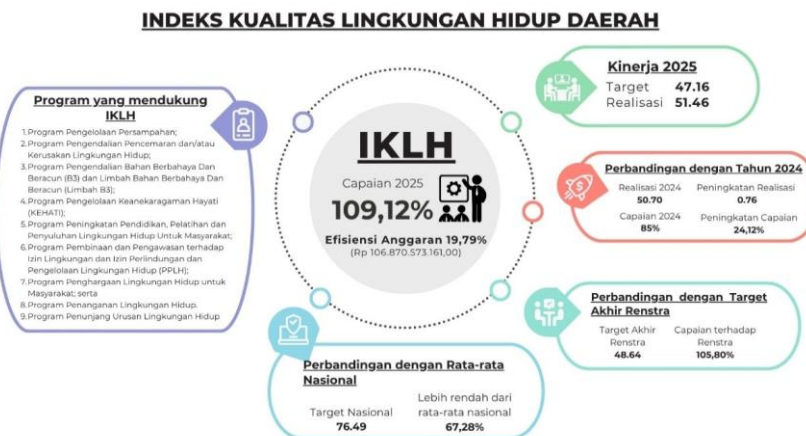 INDEKS KUALITAS LINGKUNGAN HIDUP DAERAH
Program yang mendukung
IKLH
1.Program Pengelolaan Persampahan;
2.Program Pengendalian Pencemaran dan/atau
Kerusakan Lingkungan Hidup;
3.Program Pengendalian Bahan Berbahaya Dan
Beracun (B3) dan Limbah Bahan Berbahaya Dan
Beracun (Limbah B3);
4.Program Pengelolaan Keanekaragaman Hayati
(KEHATI);
5.Program Peningkatan Pendidikan, Pelatihan dan
Penyuluhan Lingkungan Hidup Untuk Masyarakat;
6.Program Pembinaan dan Pengawasan terhadap
Izin Lingkungan dan Izin Perlindungan dan
Pengelolaan Lingkungan Hidup (PPLH);
7.Program Penghargaan Lingkungan Hidup untuk
Masyarakat; serta
8.Program Penanganan Lingkungan Hidup.
9.Program Penunjang Urusan Lingkungan Hidup
IKLH
Capaian 2025
109,12%
Efisiensi Anggaran 19,79%
(Rp 106.870.573.161,00)
Kinerja 2025
Target 47.16
Realisasi 51.46
Perbandingan dengan Tahun 2024
Realisasi 2024 Peningkatan Realisasi
50.70 0.76
Capaian 2024 Peningkatan Capaian
85% 24,12%
Perbandingan dengan Target
Akhir Renstra
Target Akhir Capaian terhadap
Renstra Renstra
48.64 105,80%
Perbandingan dengan Rata-rata
Nasional
Lebih rendah dari
Target Nasional rata-rata nasional
76.49 67,28%